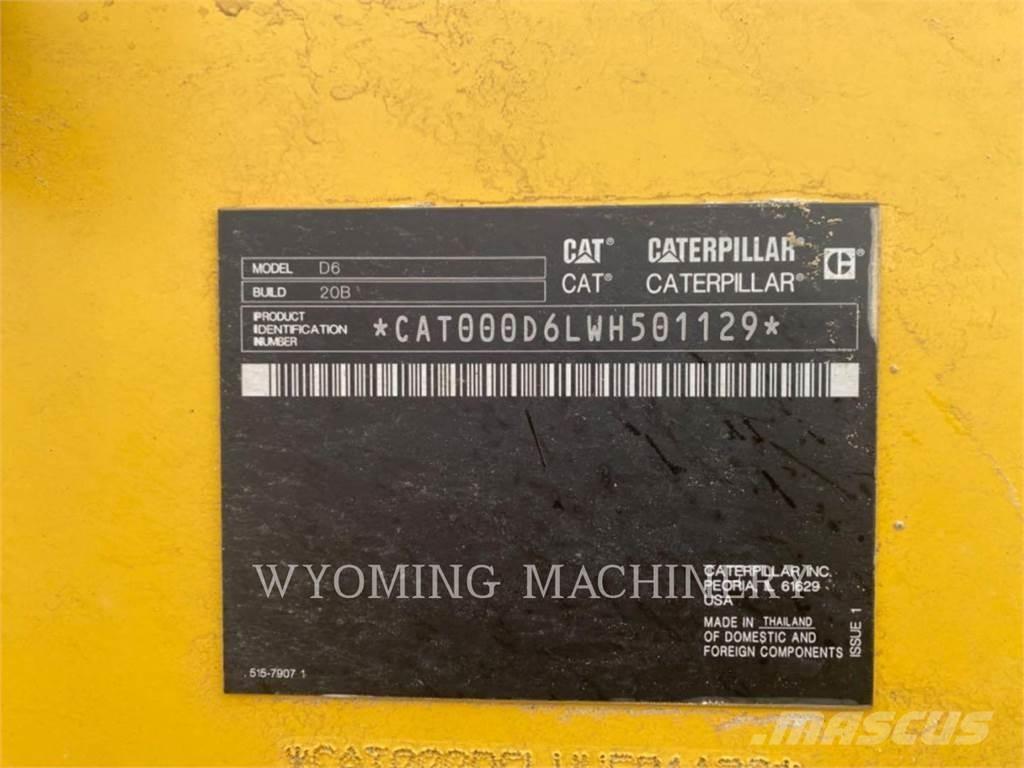 CAT® CATERPILLAR®
CAT® CATERPILLAR®
MODEL D6
BUILD 20B
PRODUCT
IDENTIFICATION
NUMBER
*CAT000D6LWH501129*
WYOMING MACHINERY
CATERPILLAR INC.
PEORIA IL 61629
USA
MADE IN THAILAND
OF DOMESTIC AND
FOREIGN COMPONENTS
ISSUE 1
515-7907 1
MASCUS